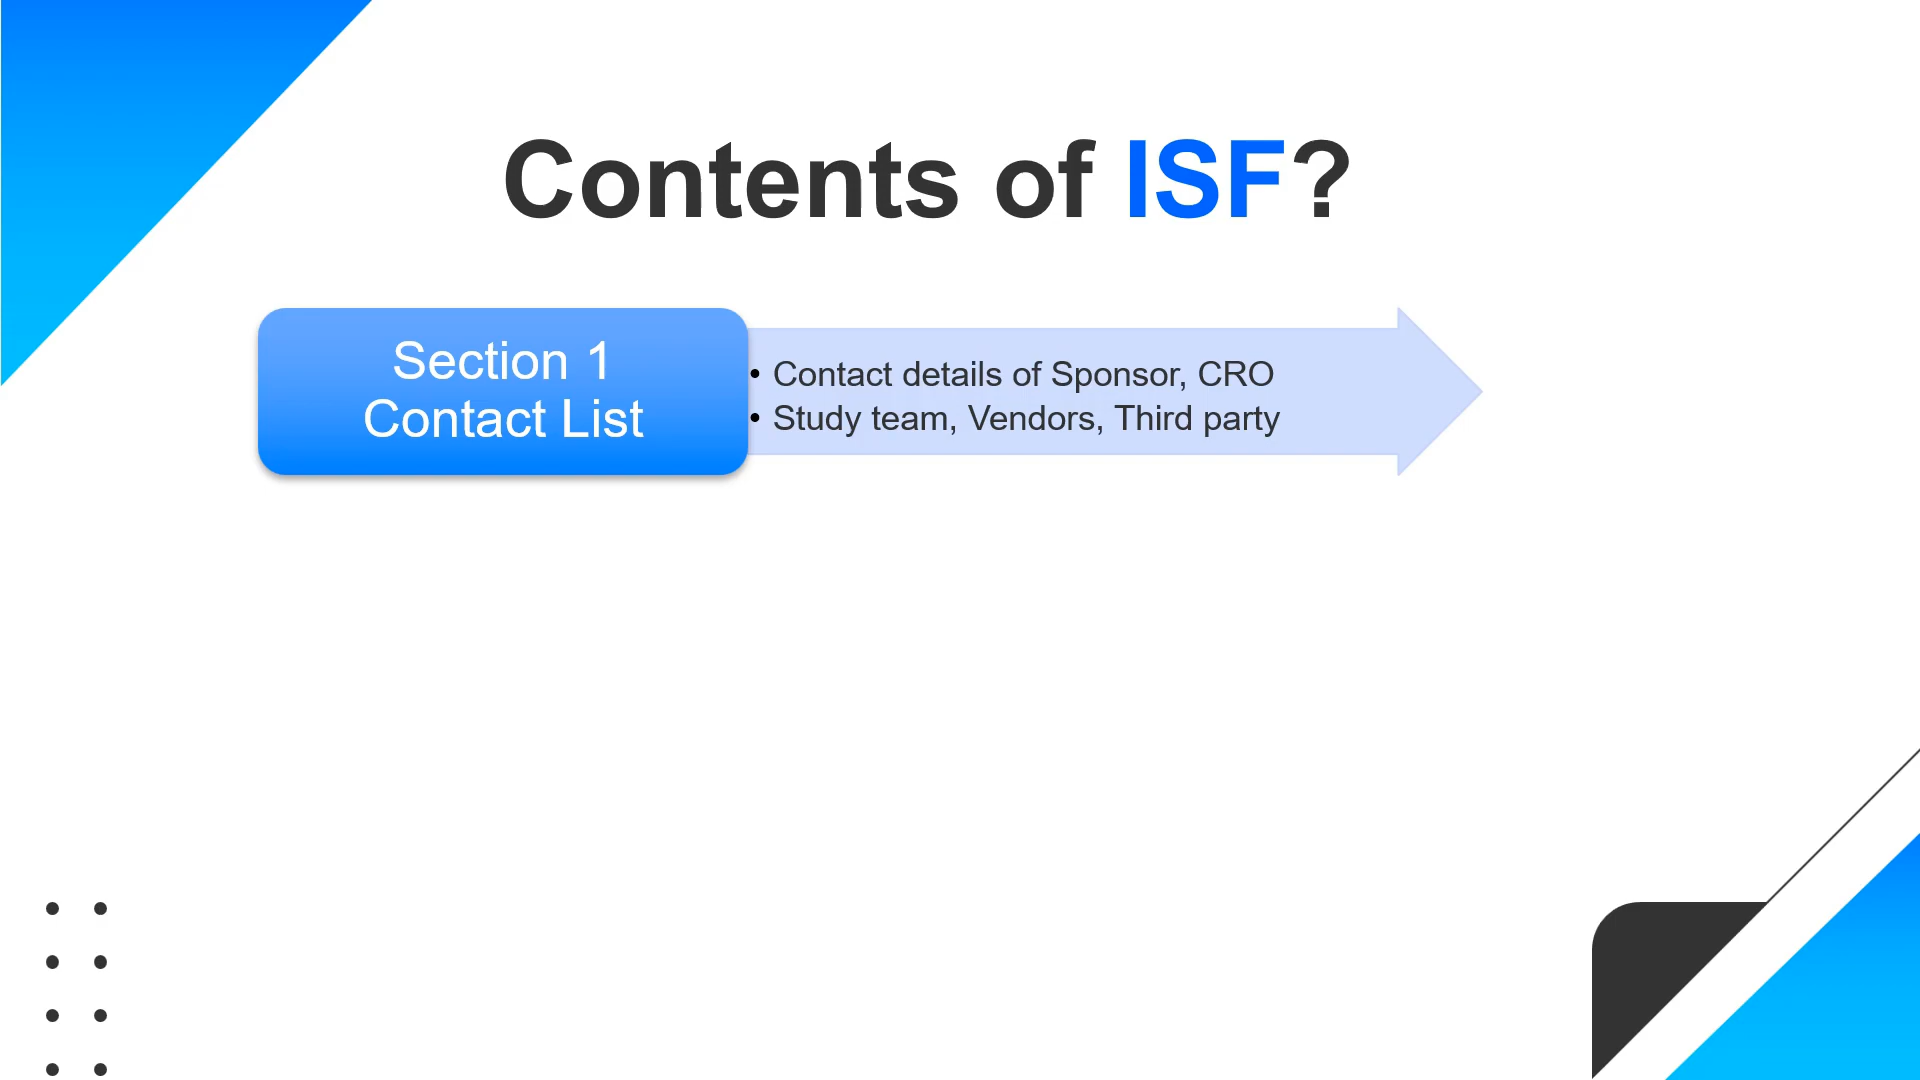 Contents of ISF?
Section 1
Contact List
• Contact details of Sponsor, CRO
• Study team, Vendors, Third party